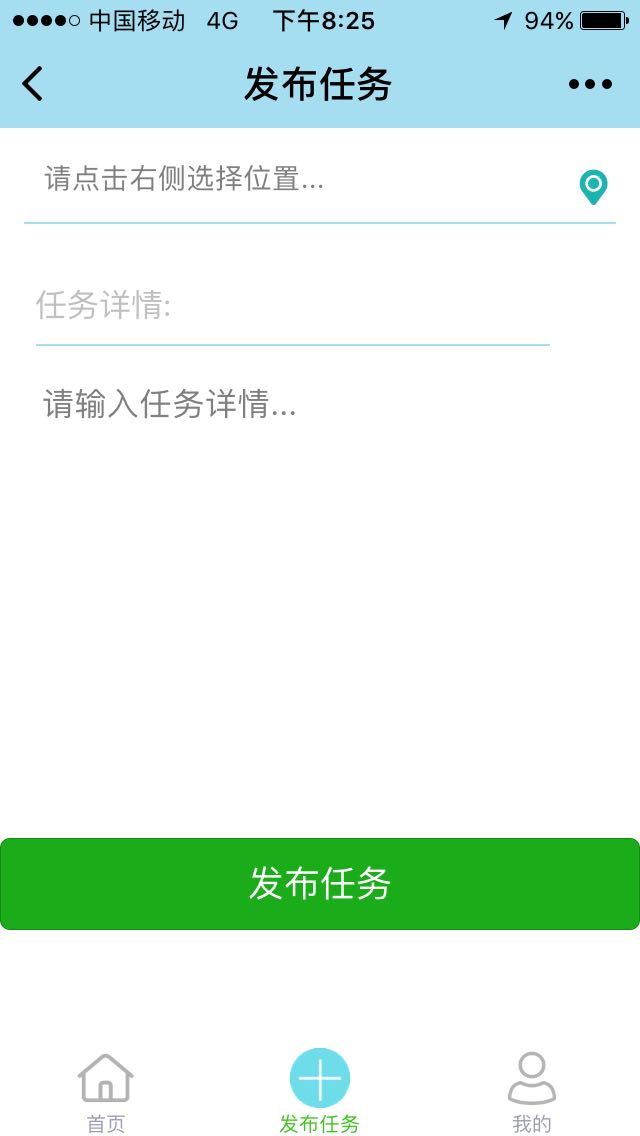 中国移动 4G 下午8:25 94%
发布任务
请点击右侧选择位置...
任务详情:
请输入任务详情...
发布任务
首页 发布任务 我的